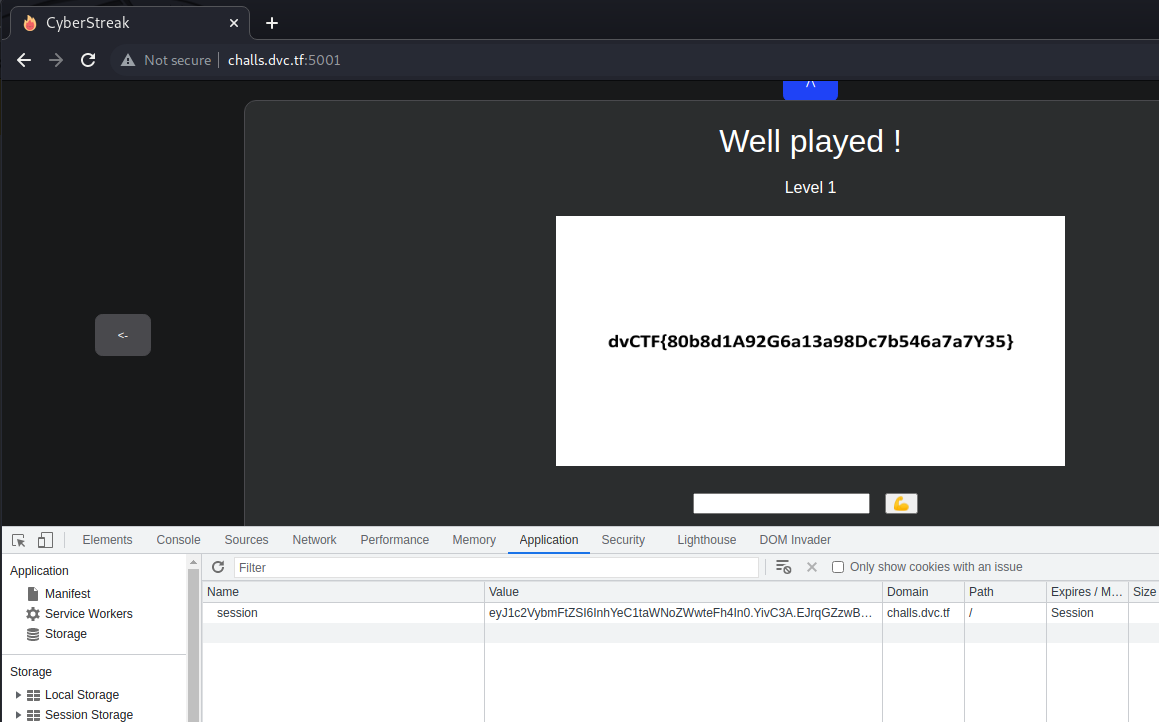 CyberStreak
Not secure challs.dvc.tf:5001
Well played !
Level 1
dvCTF{80b8d1A92G6a13a98Dc7b546a7a7Y35}
<-
Elements Console Sources Network Performance Memory Application Security Lighthouse DOM Invader
Application
Manifest
Service Workers
Storage
Storage
Local Storage
Session Storage
Filter
Only show cookies with an issue
Name Value Domain Path Expires / M... Size
session eyJ1c2VybmFtZSI6InhYeC1taWNoZWwteFh4In0.YivC3A.EJrqGZzwB... challs.dvc.tf / Session